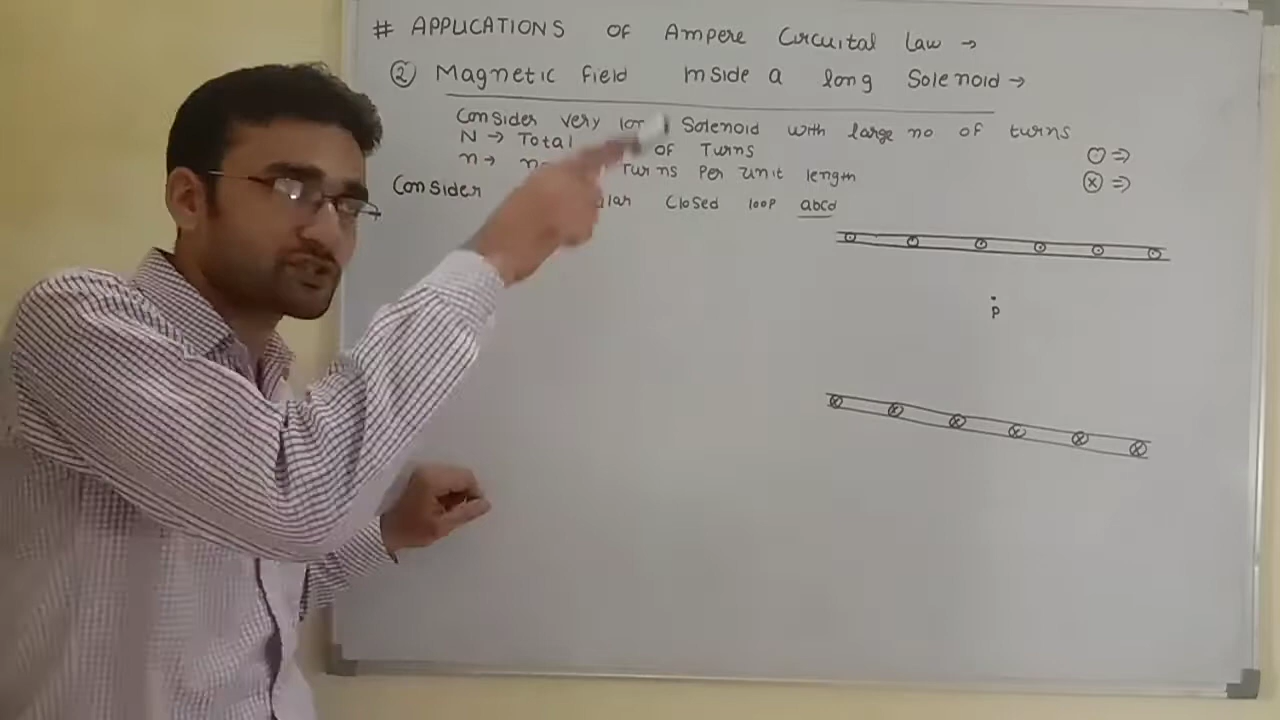 # APPLICATIONS OF Ampere Circuital Law →
② Magnetic field Inside a long Solenoid →
Consider very Solenoid with large no of turns
N → Total of Turns
n → Turns Per unit length
Consider closed loop abcd
⊙ ⇒
ⓧ ⇒
P